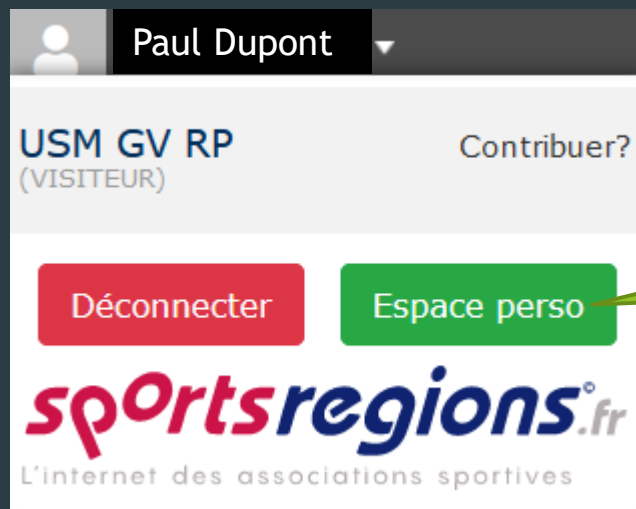 Paul Dupont
USM GV RP
Contribuer?
(VISITEUR)
Déconnecter
Espace perso
sportsregions.fr
L'internet des associations sportives